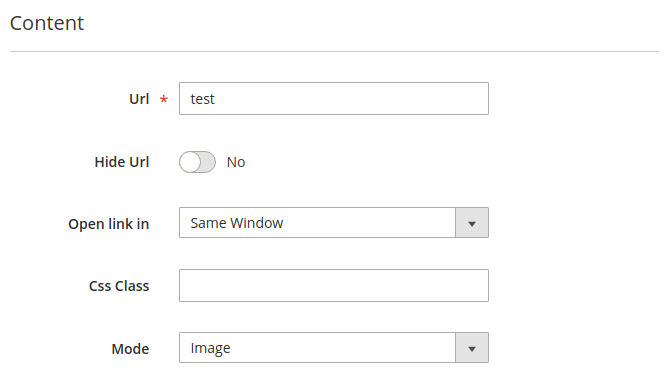 Content
Url * test
Hide Url No
Open link in Same Window
Css Class
Mode Image